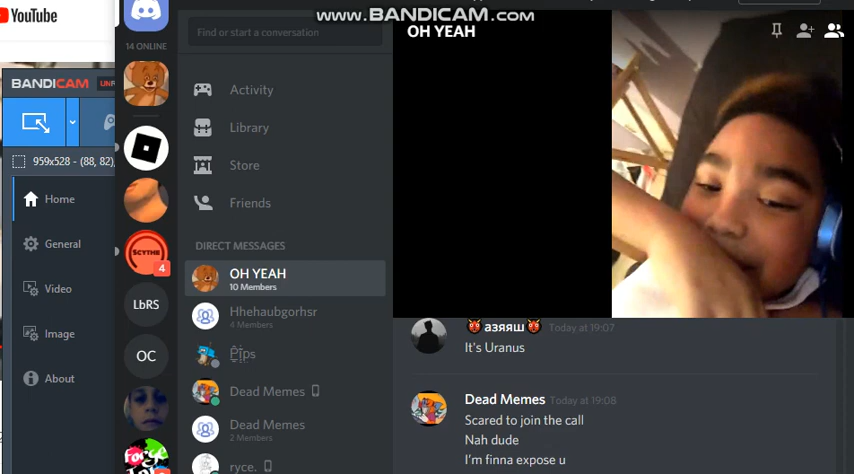 www.BANDICAM.com
YouTube
BANDICAM
959x528 - (88, 82),
Home
General
Video
Image
About
14 ONLINE
SCYTHE
4
LbRS
OC
Find or start a conversation
Activity
Library
Store
Friends
DIRECT MESSAGES
OH YEAH
10 Members
Hhehaubgorhsr
4 Members
Dead Memes
Dead Memes
2 Members
ryce.
OH YEAH
👹азяяш👹 Today at 19:07
It's Uranus
Dead Memes Today at 19:08
Scared to join the call
Nah dude
I'm finna expose u